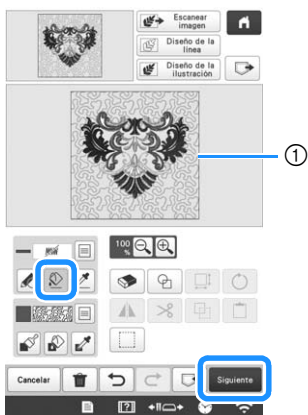 Escanear
imagen
Diseño de la
línea
Diseño de la
ilustración
①
100 %
Cancelar
Siguiente